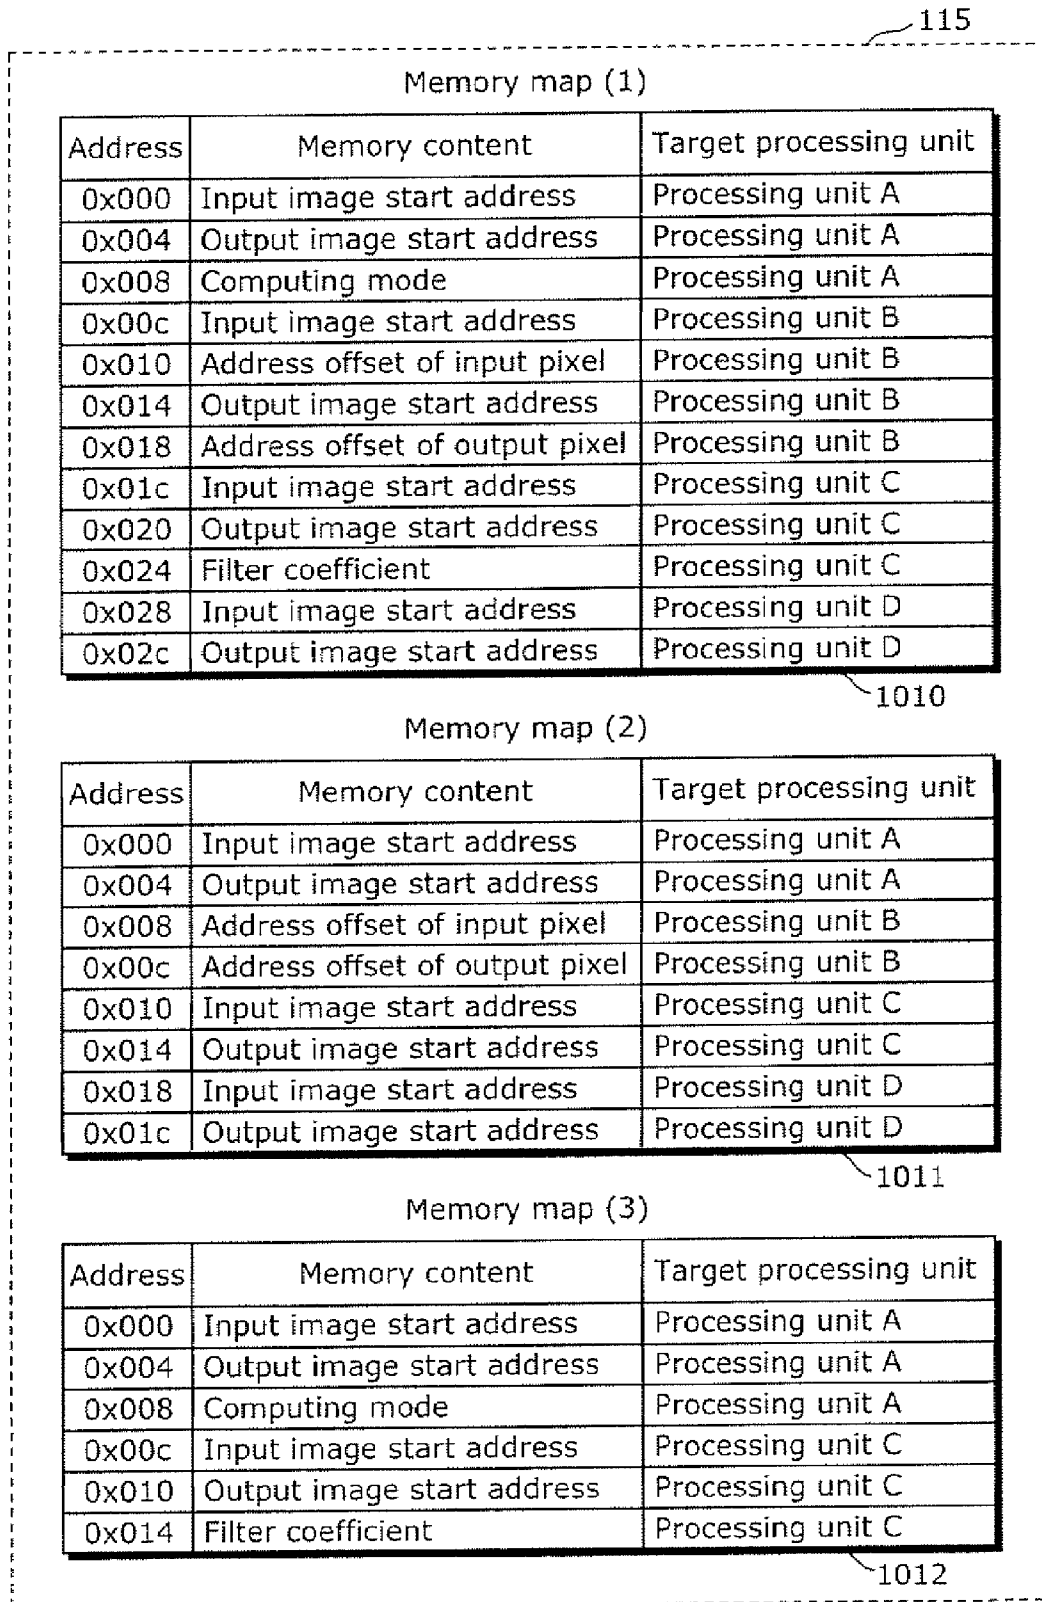 115
Memory map (1)
Address Memory content Target processing unit
0x000 Input image start address Processing unit A
0x004 Output image start address Processing unit A
0x008 Computing mode Processing unit A
0x00c Input image start address Processing unit B
0x010 Address offset of input pixel Processing unit B
0x014 Output image start address Processing unit B
0x018 Address offset of output pixel Processing unit B
0x01c Input image start address Processing unit C
0x020 Output image start address Processing unit C
0x024 Filter coefficient Processing unit C
0x028 Input image start address Processing unit D
0x02c Output image start address Processing unit D
1010
Memory map (2)
Address Memory content Target processing unit
0x000 Input image start address Processing unit A
0x004 Output image start address Processing unit A
0x008 Address offset of input pixel Processing unit B
0x00c Address offset of output pixel Processing unit B
0x010 Input image start address Processing unit C
0x014 Output image start address Processing unit C
0x018 Input image start address Processing unit D
0x01c Output image start address Processing unit D
1011
Memory map (3)
Address Memory content Target processing unit
0x000 Input image start address Processing unit A
0x004 Output image start address Processing unit A
0x008 Computing mode Processing unit A
0x00c Input image start address Processing unit C
0x010 Output image start address Processing unit C
0x014 Filter coefficient Processing unit C
1012